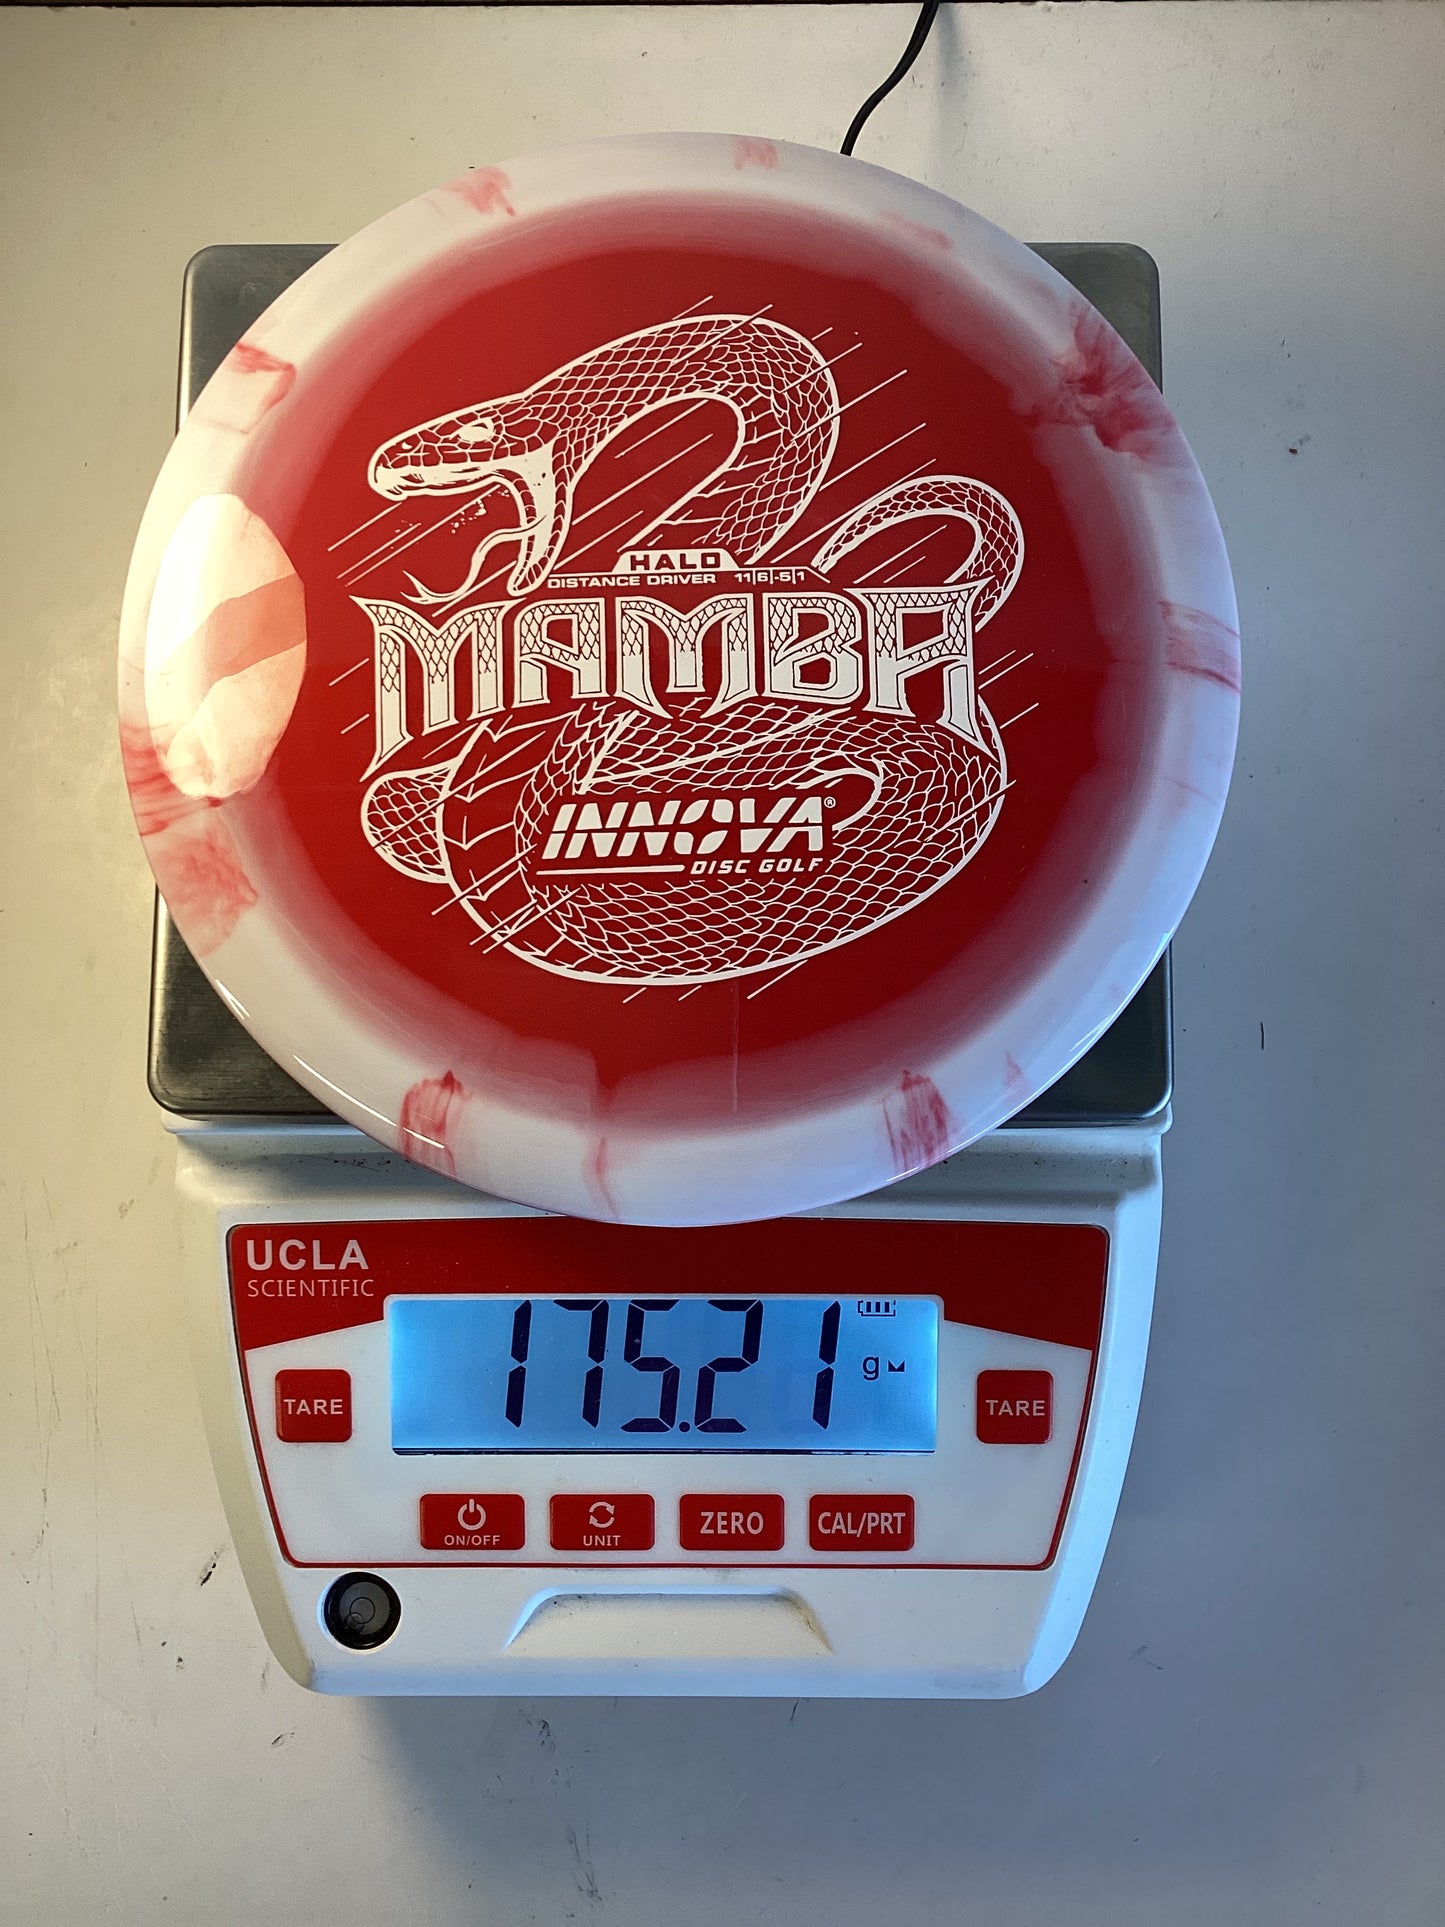 HALO
DISTANCE DRIVER 11|6|-5|1
MAMBA
INNOVA®
DISC GOLF
UCLA
SCIENTIFIC
175.21 g
TARE
TARE
ON/OFF
UNIT
ZERO
CAL/PRT